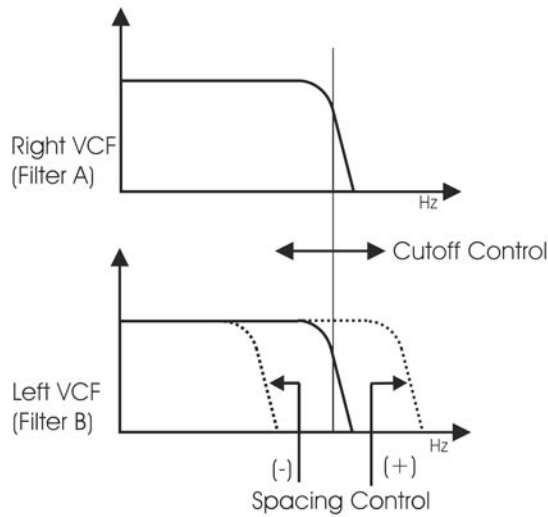 Right VCF
(Filter A)
Hz
Cutoff Control
Left VCF
(Filter B)
Hz
(-)
(+)
Spacing Control